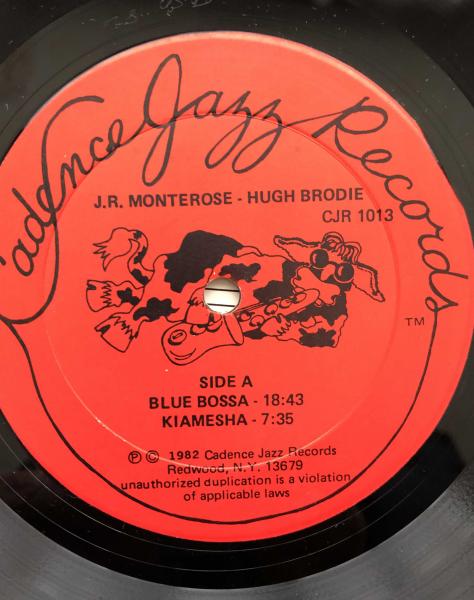 Cadence Jazz Records
TM
J.R. MONTEROSE - HUGH BRODIE
CJR 1013
SIDE A
BLUE BOSSA - 18:43
KIAMESHA - 7:35
Ⓟ © 1982 Cadence Jazz Records
Redwood, N.Y. 13679
unauthorized duplication is a violation
of applicable laws